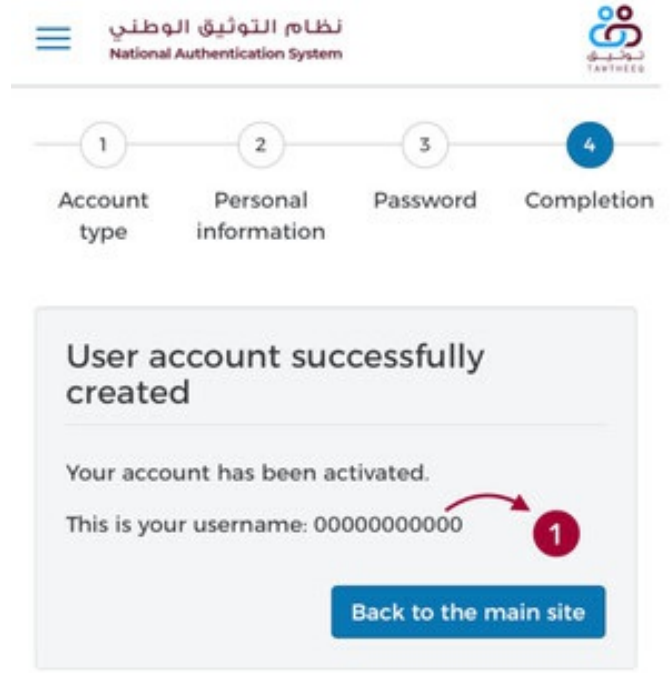 نظام التوثيق الوطني
National Authentication System
توثيق
TAWTHEEQ
1 2 3 4
Account type
Personal information
Password
Completion
User account successfully
created
Your account has been activated.
This is your username: 00000000000
1
Back to the main site